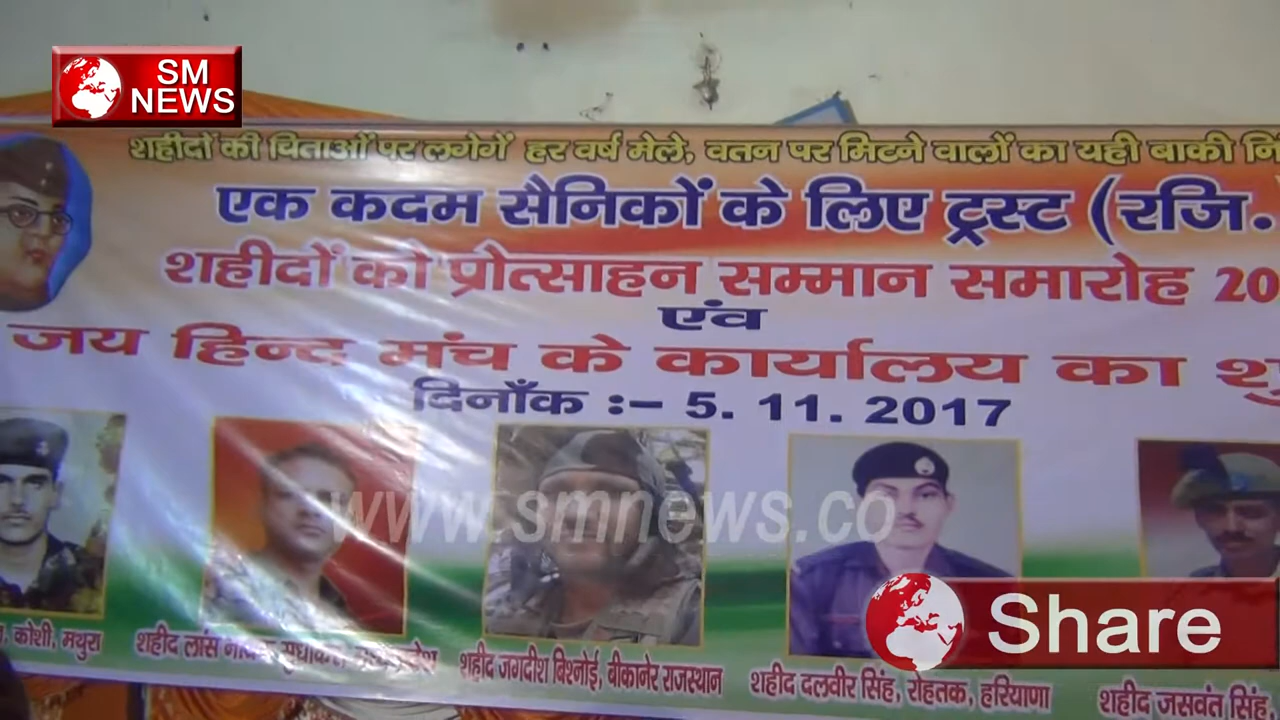 SM
NEWS
शहीदों की चिताओं पर लगेगें हर वर्ष मेले, वतन पर मिटने वालों का यही बाकी
एक कदम सैनिकों के लिए ट्रस्ट (रजि.
शहीदों को प्रोत्साहन सम्मान समारोह 20
एंव
जय हिन्द मंच के कार्यालय का
दिनाँक :– 5. 11. 2017
www.smnews.co
कोशी, मथुरा
शहीद लांस नायक सुधाकर
शहीद जगदीश बिश्नोई, बीकानेर राजस्थान
शहीद दलवीर सिंह, रोहतक, हरियाणा
शहीद जसवंत सिंह,
Share